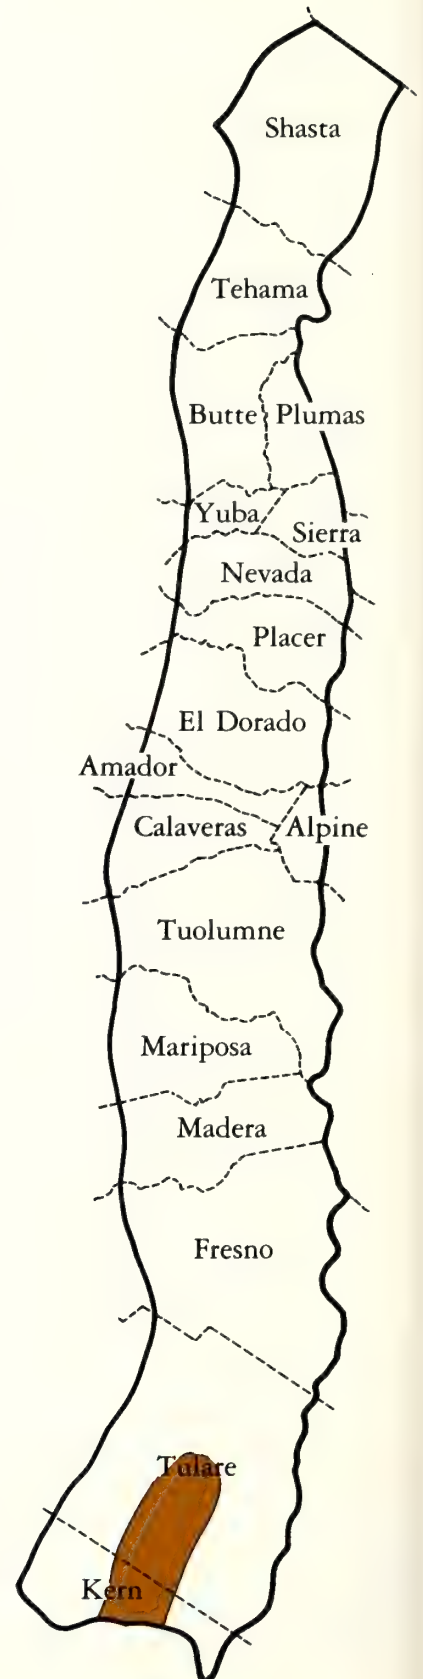 Shasta
Tehama
Butte Plumas
Yuba
Sierra
Nevada
Placer
El Dorado
Amador
Calaveras Alpine
Tuolumne
Mariposa
Madera
Fresno
Tulare
Kern